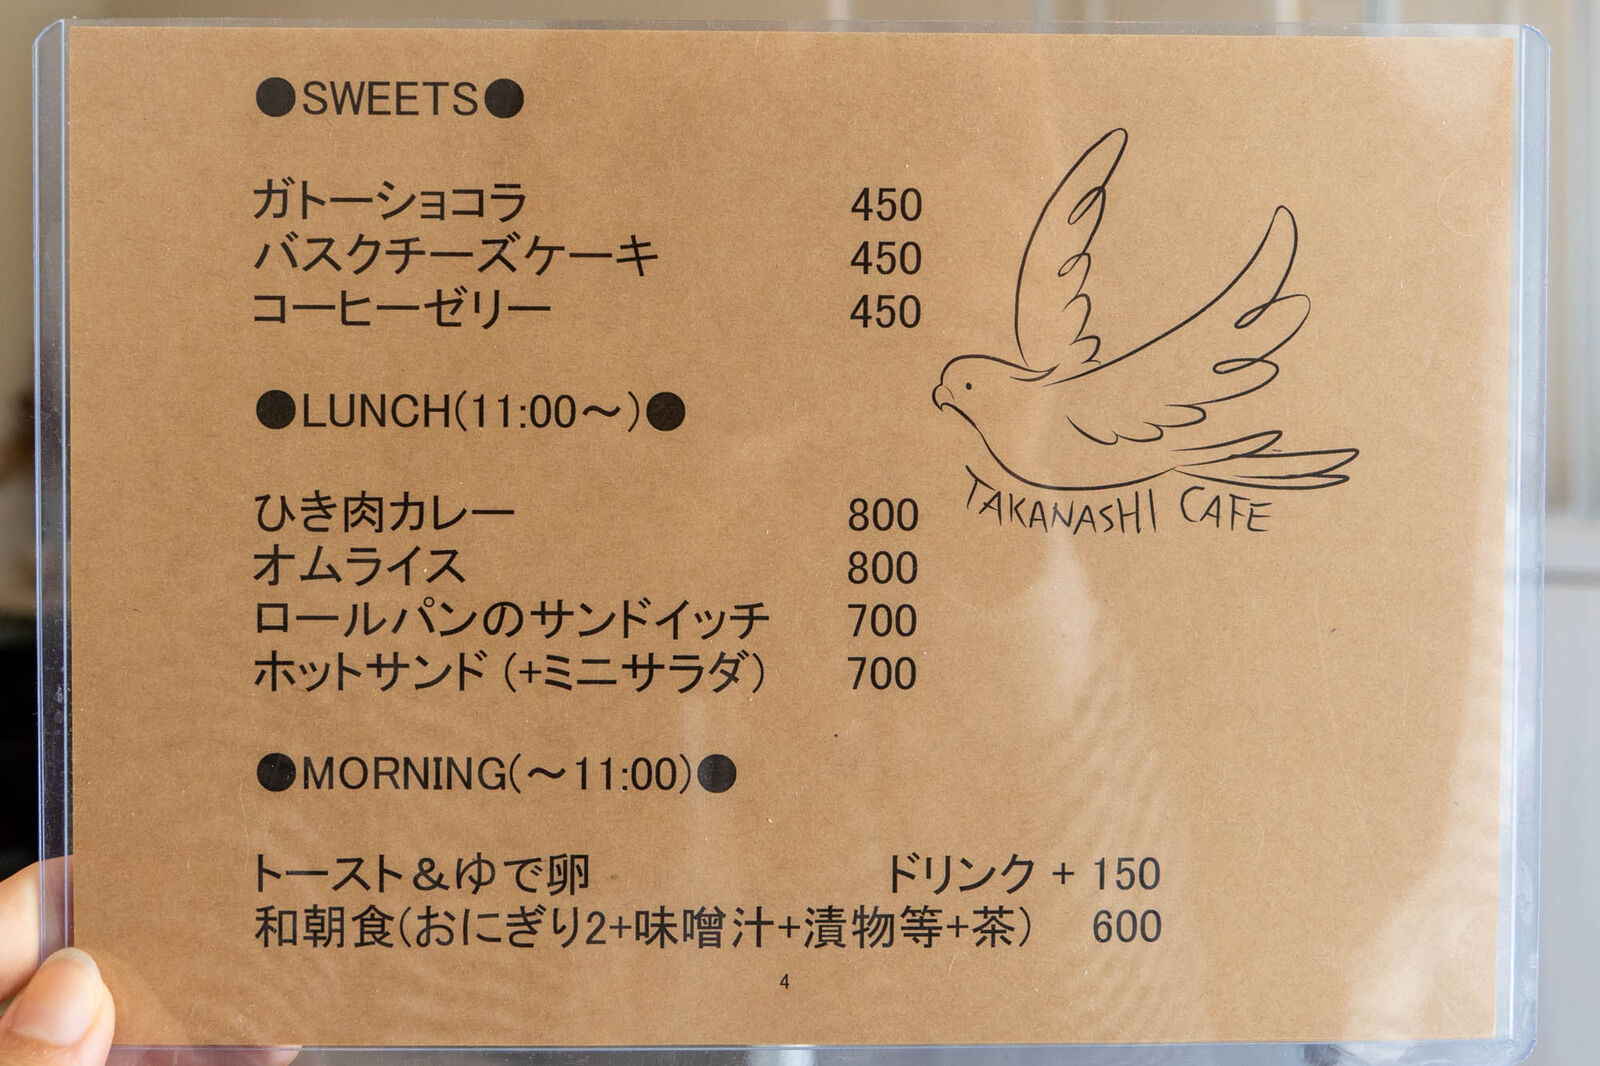 ●SWEETS●
ガトーショコラ 450
バスクチーズケーキ 450
コーヒーゼリー 450
●LUNCH(11:00～)●
ひき肉カレー 800
オムライス 800
ロールパンのサンドイッチ 700
ホットサンド (+ミニサラダ) 700
TAKANASHI CAFE
●MORNING(～11:00)●
トースト＆ゆで卵 ドリンク + 150
和朝食(おにぎり2+味噌汁+漬物等+茶) 600
4